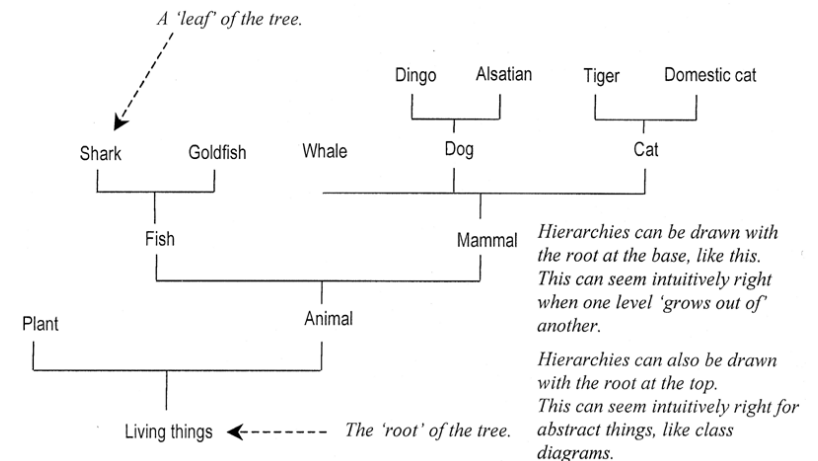 A ‘leaf’ of the tree.
Dingo Alsatian Tiger Domestic cat
Shark Goldfish Whale Dog Cat
Fish Mammal
Hierarchies can be drawn with
the root at the base, like this.
This can seem intuitively right
when one level ‘grows out of’
another.
Plant Animal
Hierarchies can also be drawn
with the root at the top.
This can seem intuitively right for
abstract things, like class
diagrams.
Living things The ‘root’ of the tree.